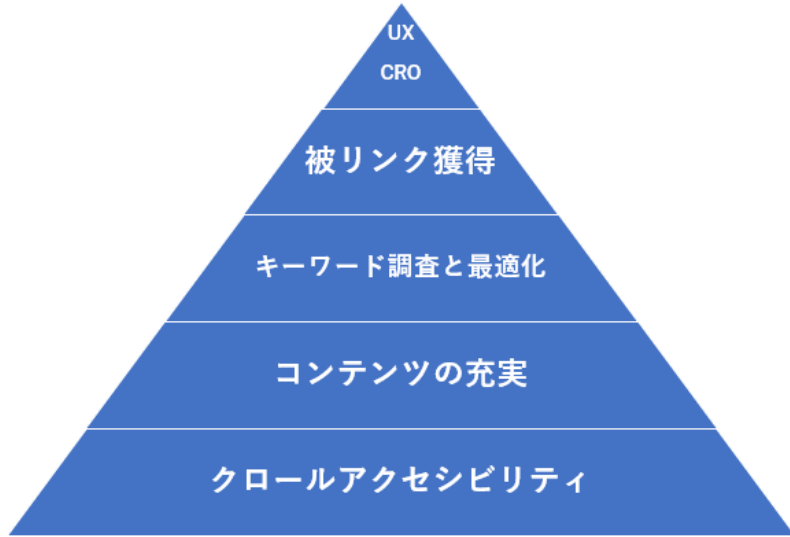 UX
CRO
被リンク獲得
キーワード調査と最適化
コンテンツの充実
クロールアクセシビリティ